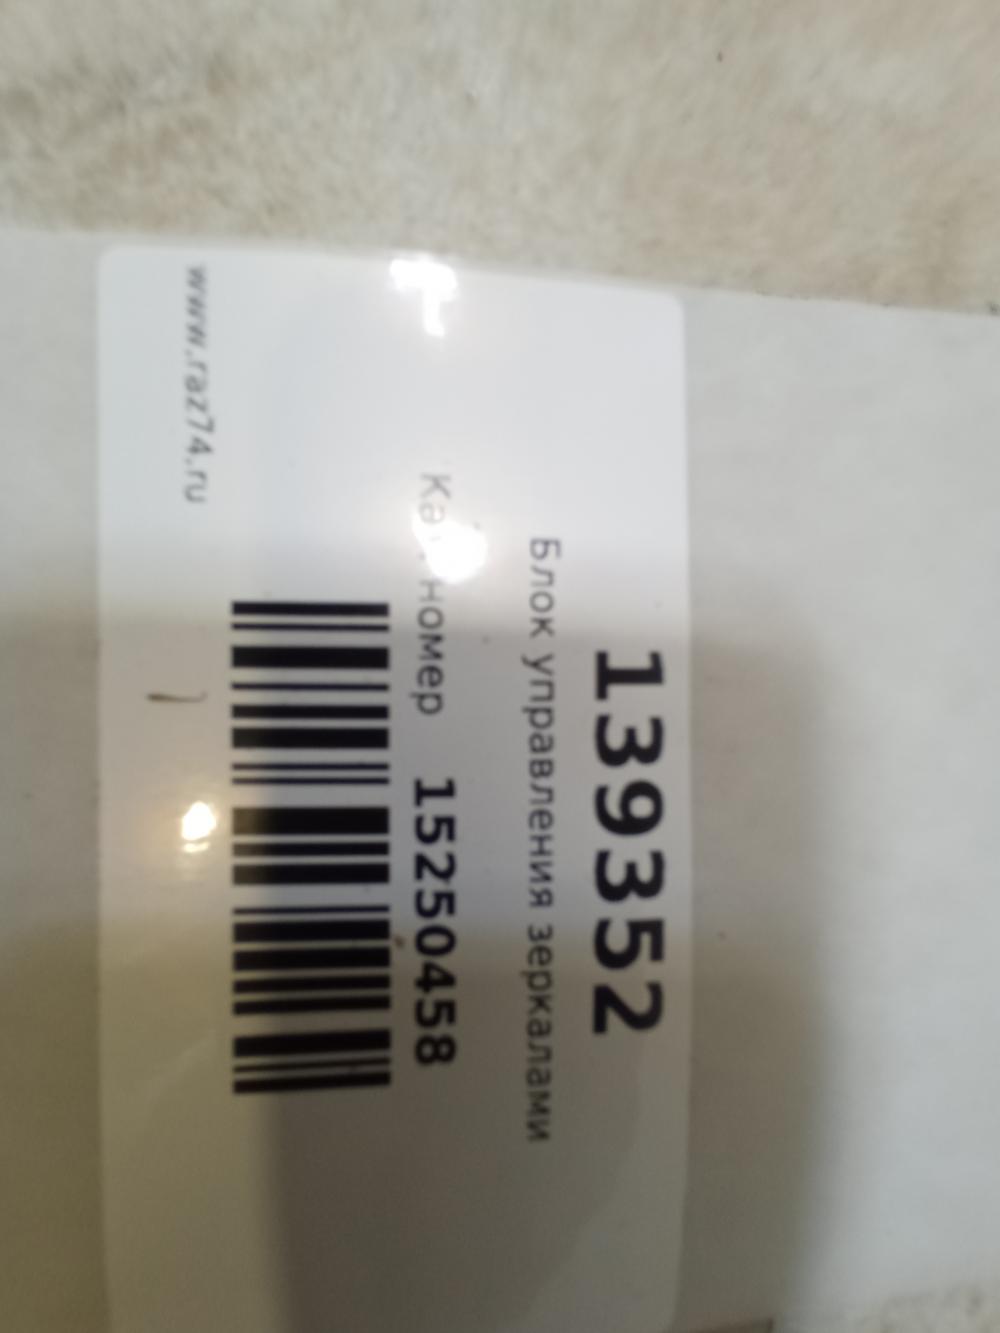 139352
Блок управления зеркалами
номер 15250458
www.raz74.ru